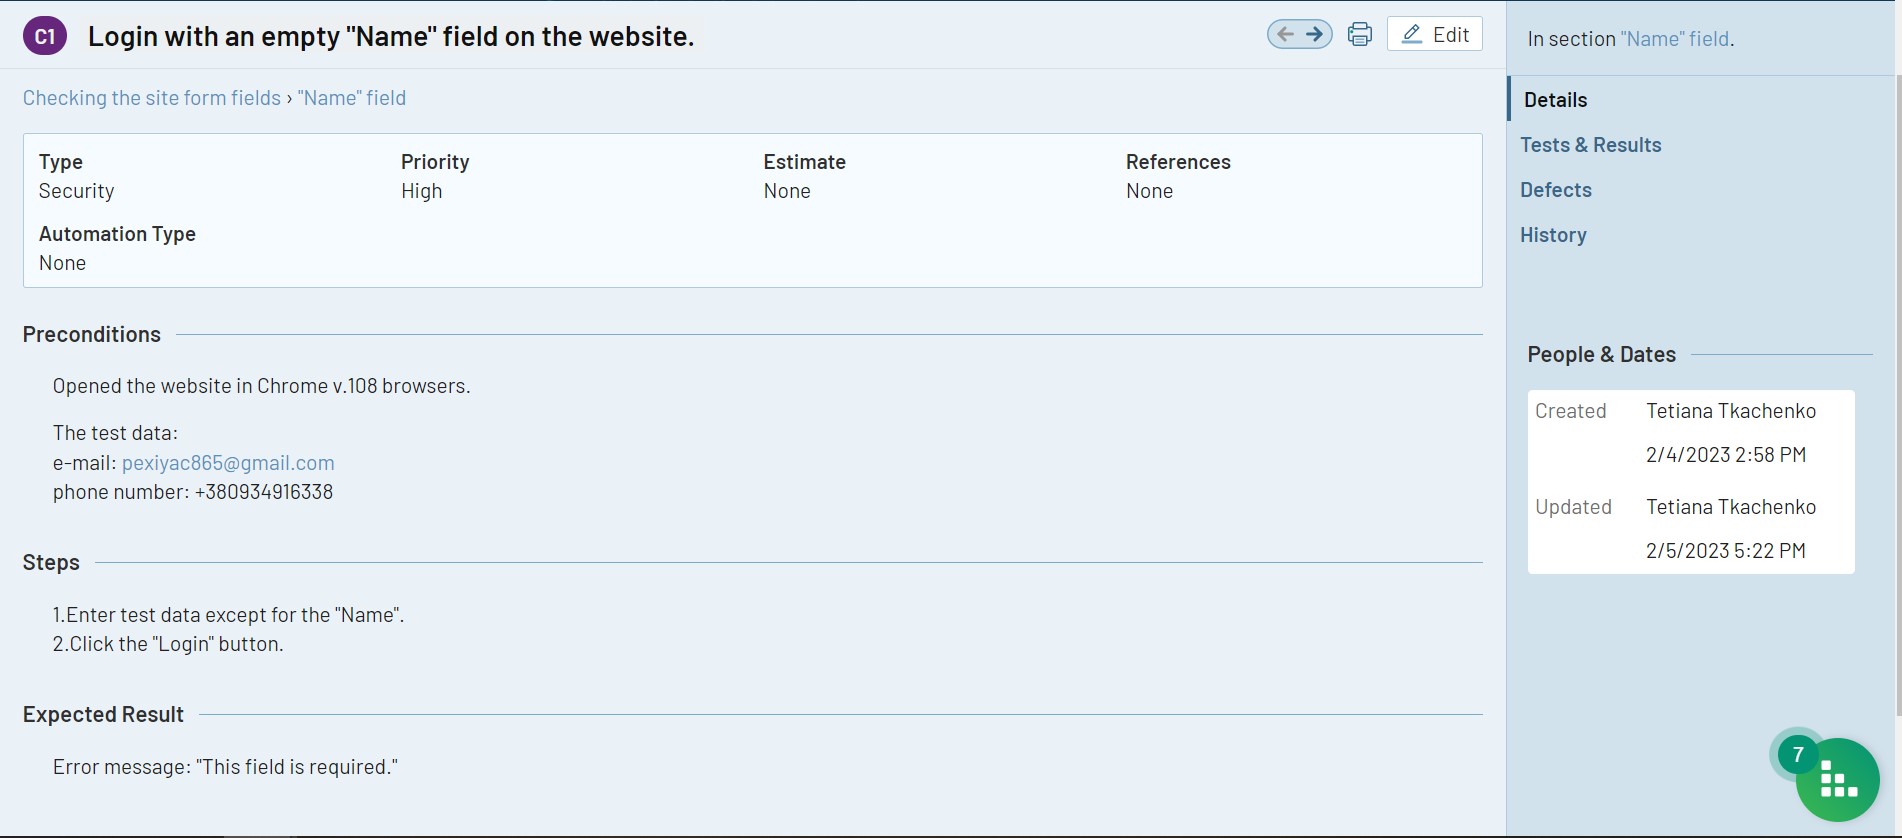 C1 Login with an empty "Name" field on the website.
Edit
Checking the site form fields › "Name" field
Type Priority Estimate References
Security High None None
Automation Type
None
Preconditions
Opened the website in Chrome v.108 browsers.
The test data:
e-mail: pexiyac865@gmail.com
phone number: +380934916338
Steps
1.Enter test data except for the "Name".
2.Click the "Login" button.
Expected Result
Error message: "This field is required."
In section "Name" field.
Details
Tests & Results
Defects
History
People & Dates
Created Tetiana Tkachenko
2/4/2023 2:58 PM
Updated Tetiana Tkachenko
2/5/2023 5:22 PM
7